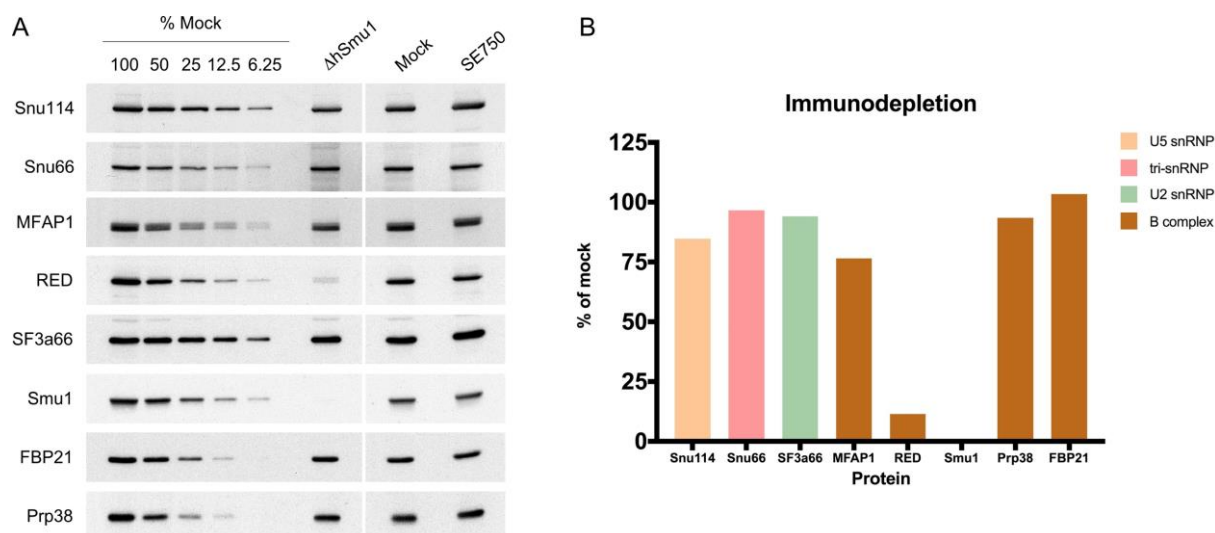 A
% Mock
100 50 25 12.5 6.25 ΔhSmu1 Mock SE750
Snu114
Snu66
MFAP1
RED
SF3a66
Smu1
FBP21
Prp38
B
Immunodepletion
125
100
75
50
25
0
% of mock
Snu114 Snu66 SF3a66 MFAP1 RED Smu1 Prp38 FBP21
Protein
U5 snRNP
tri-snRNP
U2 snRNP
B complex